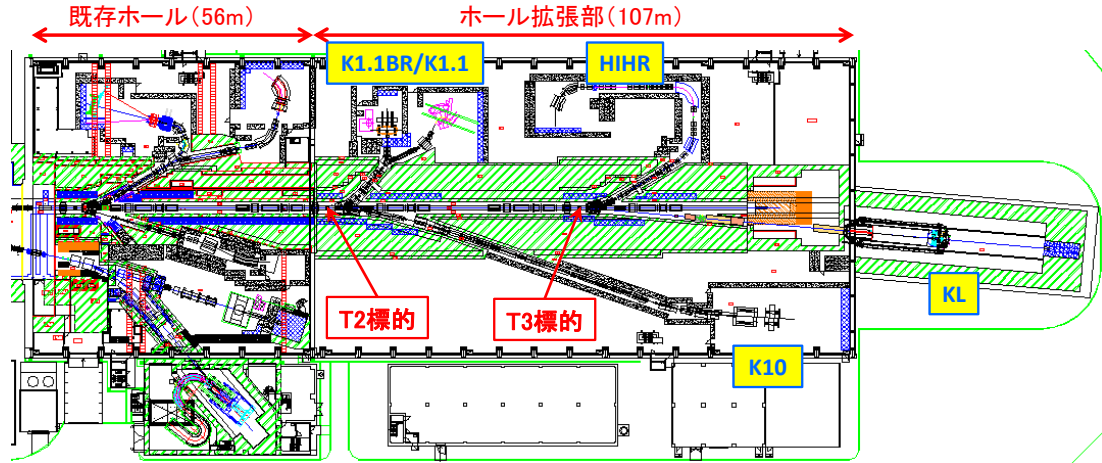 既存ホール（56m）
ホール拡張部（107m）
K1.1BR/K1.1
HIHR
T2標的
T3標的
KL
K10